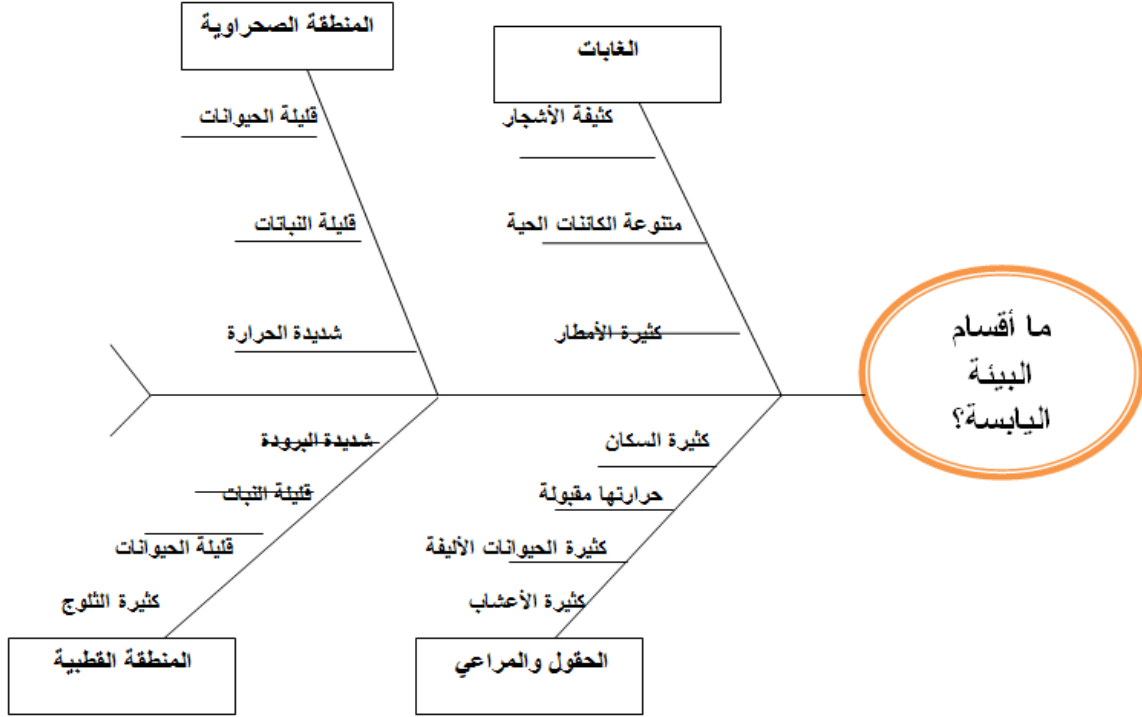 ما أقسام
البيئة
اليابسة؟
الغابات
كثيفة الأشجار
متنوعة الكائنات الحية
كثيرة الأمطار
المنطقة الصحراوية
قليلة الحيوانات
قليلة النباتات
شديدة الحرارة
كثيرة السكان
حرارتها مقبولة
كثيرة الحيوانات الأليفة
كثيرة الأعشاب
الحقول والمراعي
شديدة البرودة
قليلة النبات
قليلة الحيوانات
كثيرة الثلوج
المنطقة القطبية